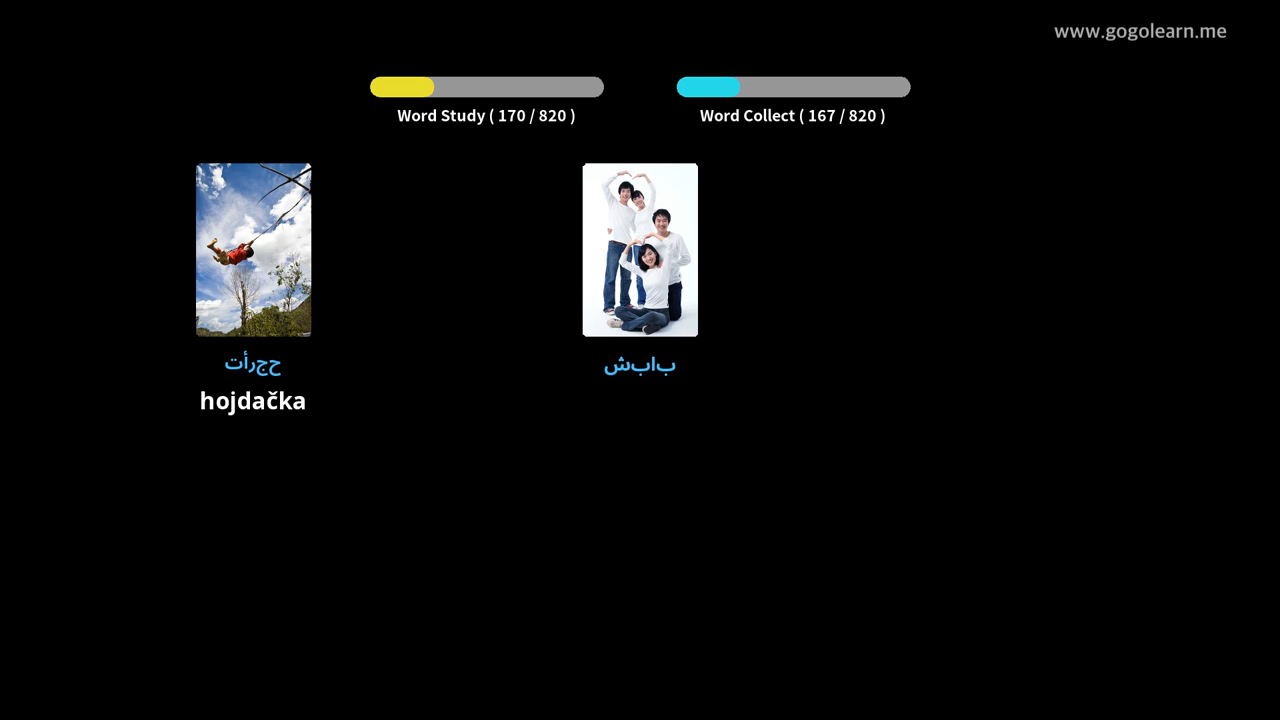 www.gogolearn.me
Word Study ( 170 / 820 )
Word Collect ( 167 / 820 )
حجرأت
hojdačka
بابش